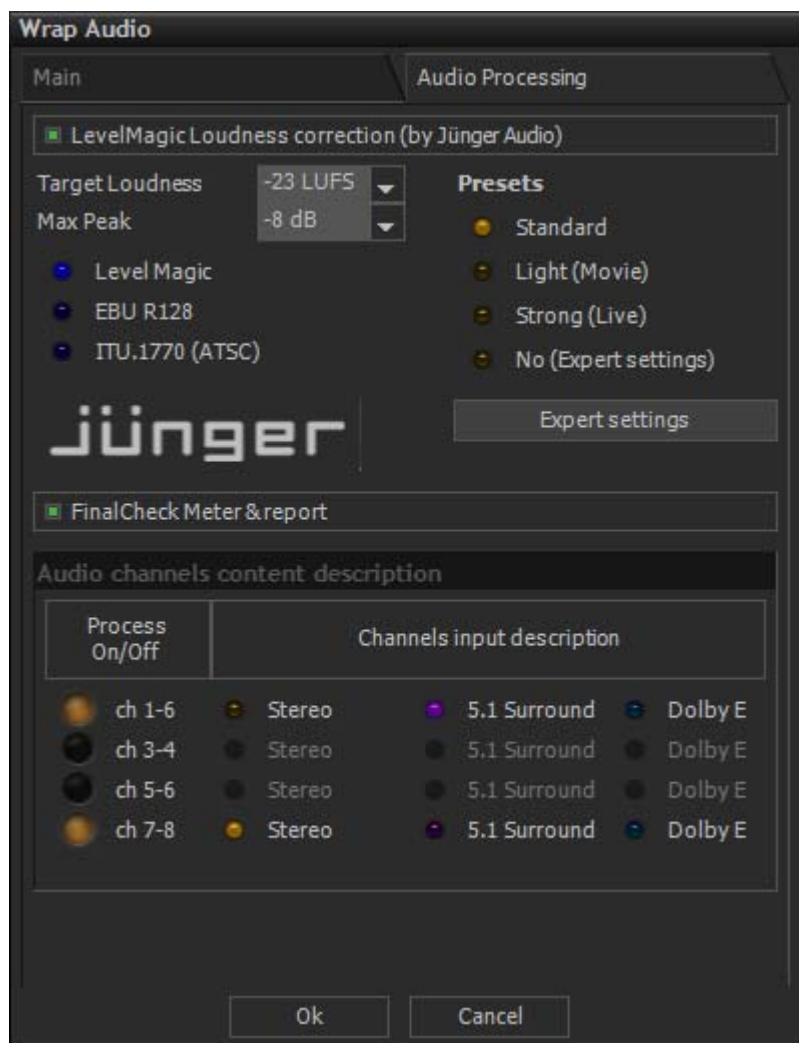 Wrap Audio
Main
Audio Processing
LevelMagic Loudness correction (by Jünger Audio)
Target Loudness
-23 LUFS
Max Peak
-8 dB
Level Magic
EBU R128
ITU.1770 (ATSC)
Presets
Standard
Light (Movie)
Strong (Live)
No (Expert settings)
jünger
Expert settings
FinalCheck Meter & report
Audio channels content description
Process
On/Off
Channels input description
ch 1-6 Stereo 5.1 Surround Dolby E
ch 3-4 Stereo 5.1 Surround Dolby E
ch 5-6 Stereo 5.1 Surround Dolby E
ch 7-8 Stereo 5.1 Surround Dolby E
Ok
Cancel